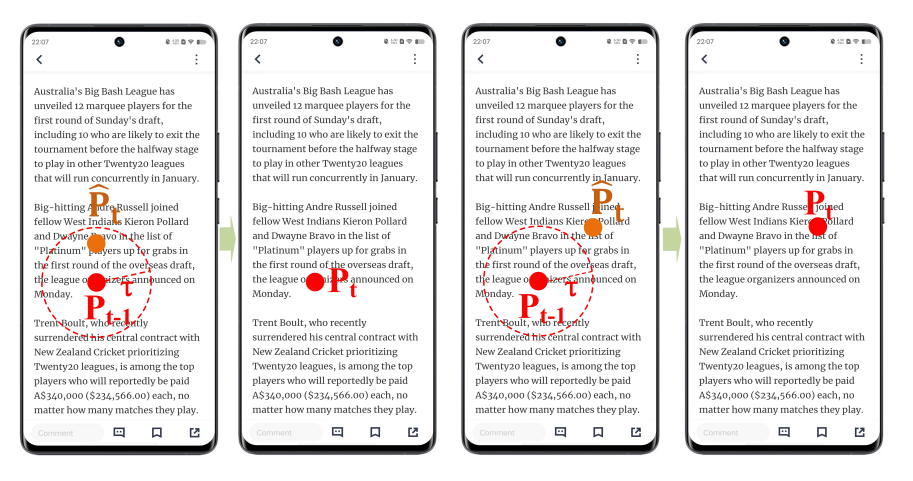 22:07
Australia's Big Bash League has
unveiled 12 marquee players for the
first round of Sunday's draft,
including 10 who are likely to exit the
tournament before the halfway stage
to play in other Twenty20 leagues
that will run concurrently in January.
Big-hitting Andre Russell joined
fellow West Indians Kieron Pollard
and Dwayne Bravo in the list of
"Platinum" players up for grabs in
the first round of the overseas draft,
the league organizers announced on
Monday.
Trent Boult, who recently
surrendered his central contract with
New Zealand Cricket prioritizing
Twenty20 leagues, is among the top
players who will reportedly be paid
A$340,000 ($234,566.00) each, no
matter how many matches they play.
Comment
P̂t
τ
Pt-1
22:07
Australia's Big Bash League has
unveiled 12 marquee players for the
first round of Sunday's draft,
including 10 who are likely to exit the
tournament before the halfway stage
to play in other Twenty20 leagues
that will run concurrently in January.
Big-hitting Andre Russell joined
fellow West Indians Kieron Pollard
and Dwayne Bravo in the list of
"Platinum" players up for grabs in
the first round of the overseas draft,
the league organizers announced on
Monday.
Trent Boult, who recently
surrendered his central contract with
New Zealand Cricket prioritizing
Twenty20 leagues, is among the top
players who will reportedly be paid
A$340,000 ($234,566.00) each, no
matter how many matches they play.
Comment
Pt
22:07
Australia's Big Bash League has
unveiled 12 marquee players for the
first round of Sunday's draft,
including 10 who are likely to exit the
tournament before the halfway stage
to play in other Twenty20 leagues
that will run concurrently in January.
Big-hitting Andre Russell joined
fellow West Indians Kieron Pollard
and Dwayne Bravo in the list of
"Platinum" players up for grabs in
the first round of the overseas draft,
the league organizers announced on
Monday.
Trent Boult, who recently
surrendered his central contract with
New Zealand Cricket prioritizing
Twenty20 leagues, is among the top
players who will reportedly be paid
A$340,000 ($234,566.00) each, no
matter how many matches they play.
Comment
P̂t
τ
Pt-1
22:07
Australia's Big Bash League has
unveiled 12 marquee players for the
first round of Sunday's draft,
including 10 who are likely to exit the
tournament before the halfway stage
to play in other Twenty20 leagues
that will run concurrently in January.
Big-hitting Andre Russell joined
fellow West Indians Kieron Pollard
and Dwayne Bravo in the list of
"Platinum" players up for grabs in
the first round of the overseas draft,
the league organizers announced on
Monday.
Trent Boult, who recently
surrendered his central contract with
New Zealand Cricket prioritizing
Twenty20 leagues, is among the top
players who will reportedly be paid
A$340,000 ($234,566.00) each, no
matter how many matches they play.
Comment
Pt